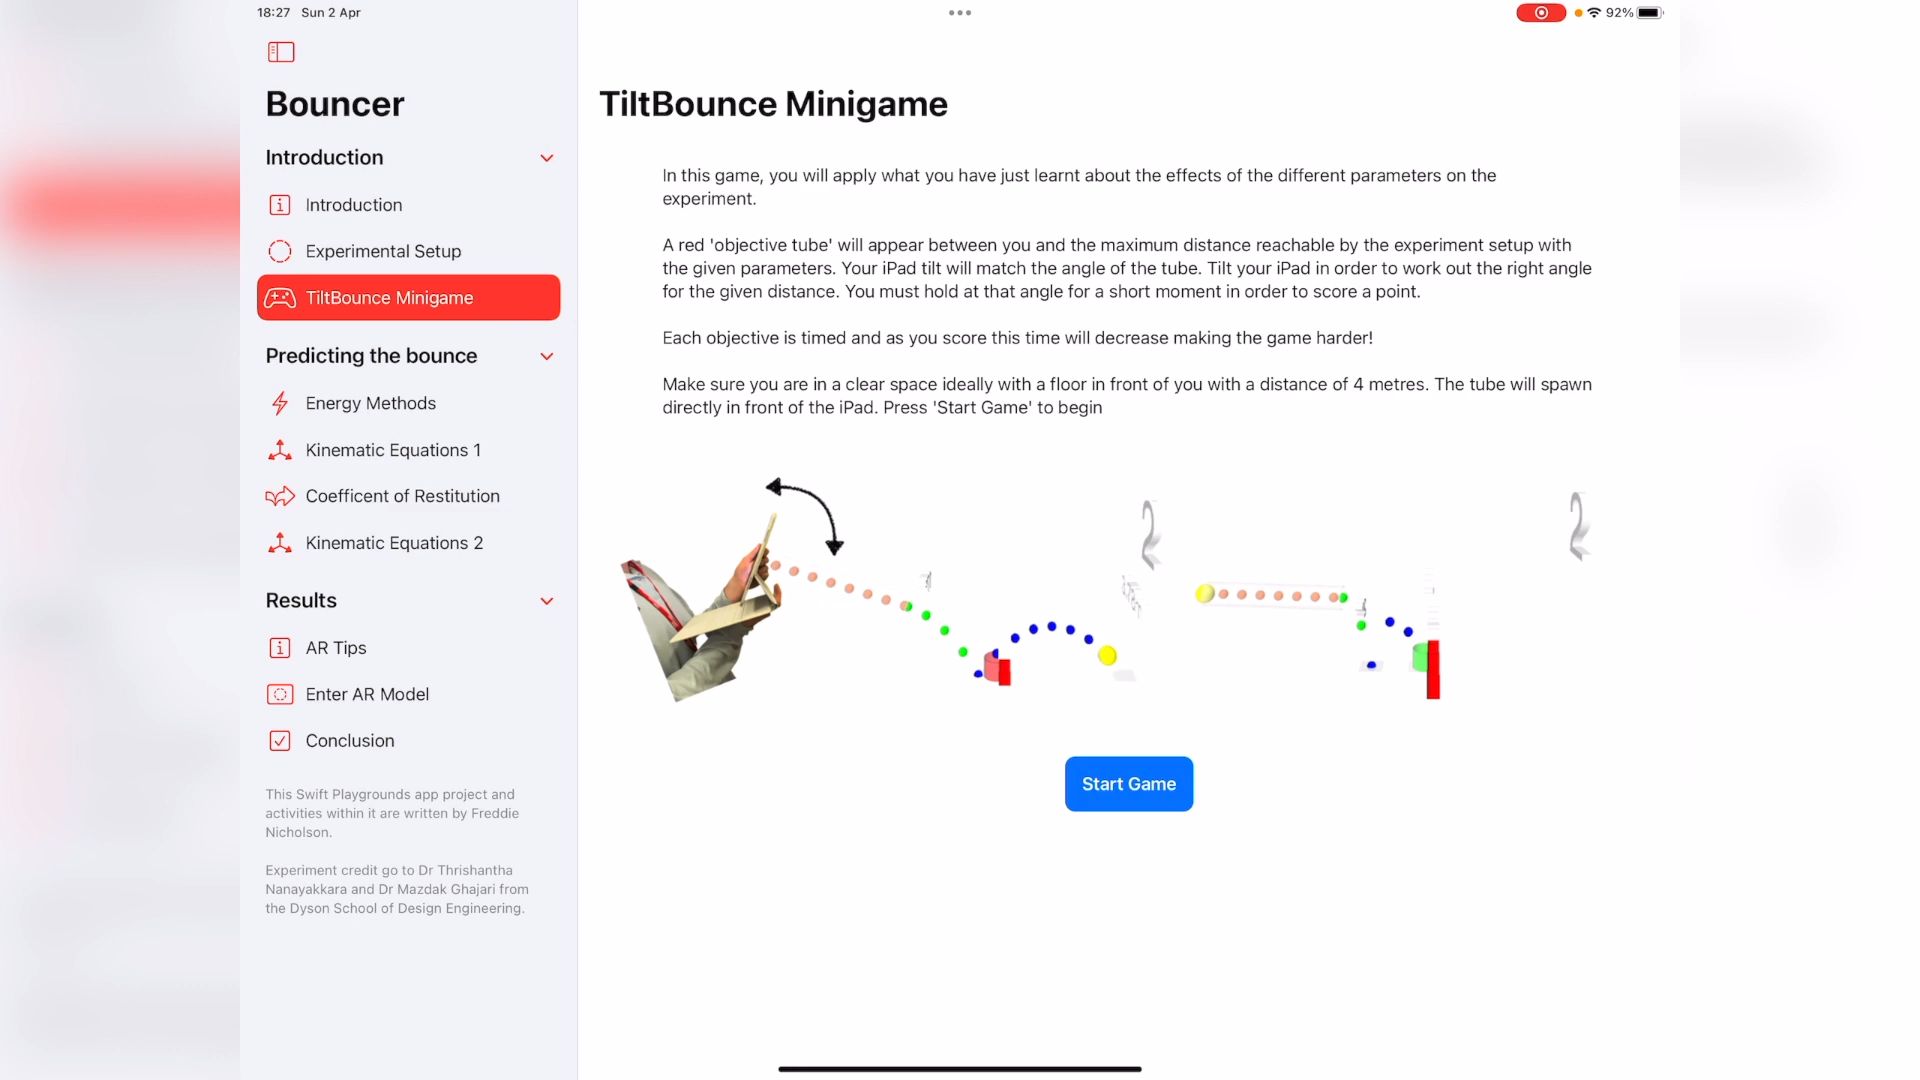 18:27 Sun 2 Apr
92%
Bouncer
Introduction
Introduction
Experimental Setup
TiltBounce Minigame
Predicting the bounce
Energy Methods
Kinematic Equations 1
Coefficent of Restitution
Kinematic Equations 2
Results
AR Tips
Enter AR Model
Conclusion
This Swift Playgrounds app project and
activities within it are written by Freddie
Nicholson.
Experiment credit go to Dr Thrishantha
Nanayakkara and Dr Mazdak Ghajari from
the Dyson School of Design Engineering.
TiltBounce Minigame
In this game, you will apply what you have just learnt about the effects of the different parameters on the
experiment.
A red 'objective tube' will appear between you and the maximum distance reachable by the experiment setup with
the given parameters. Your iPad tilt will match the angle of the tube. Tilt your iPad in order to work out the right angle
for the given distance. You must hold at that angle for a short moment in order to score a point.
Each objective is timed and as you score this time will decrease making the game harder!
Make sure you are in a clear space ideally with a floor in front of you with a distance of 4 metres. The tube will spawn
directly in front of the iPad. Press 'Start Game' to begin
2
2
Start Game